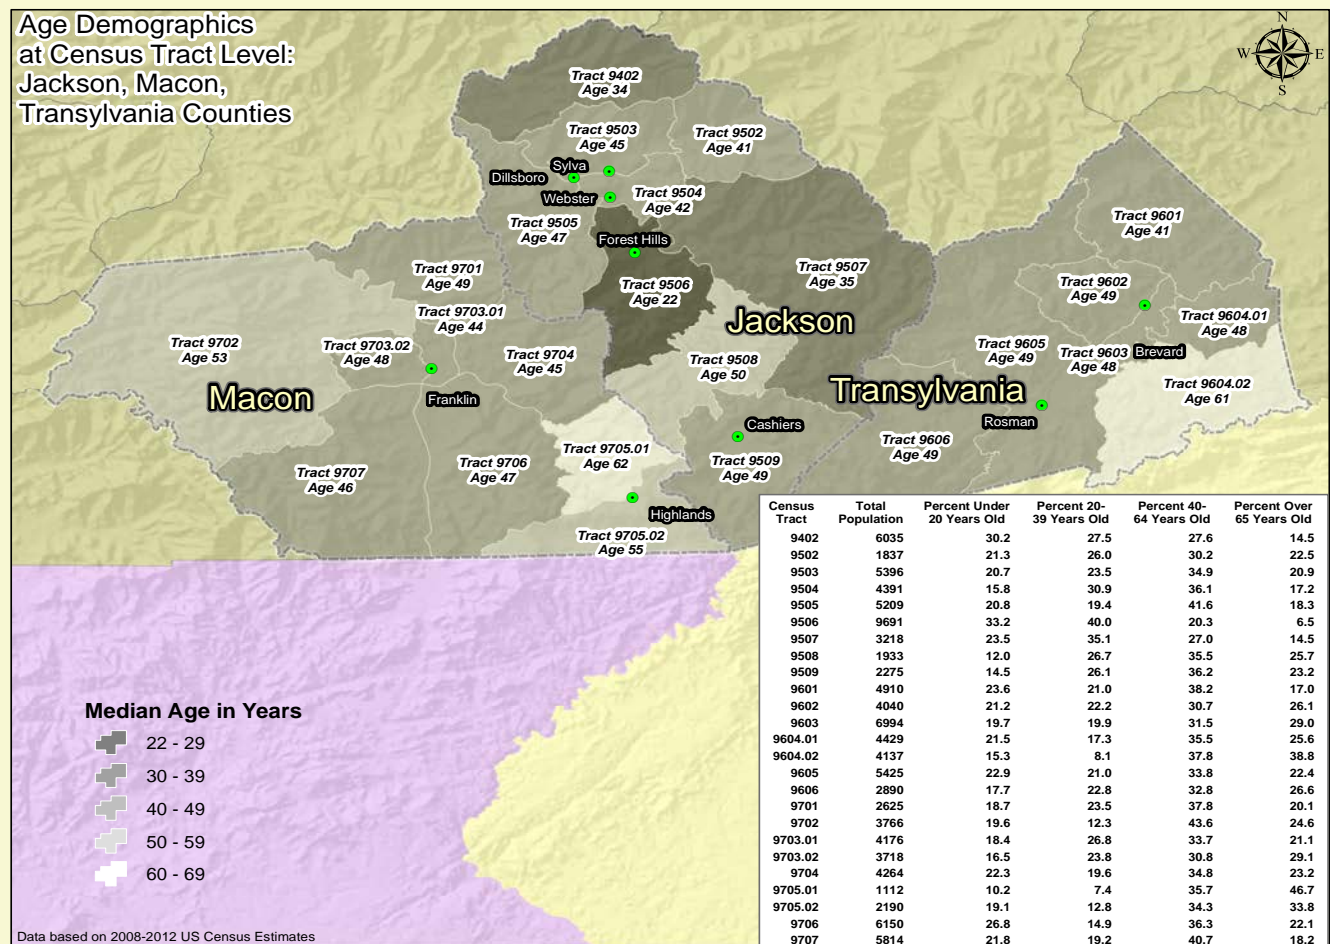 Age Demographics
at Census Tract Level:
Jackson, Macon,
Transylvania Counties
N
W E
S
Tract 9402
Age 34
Tract 9503
Age 45
Tract 9502
Age 41
Sylva
Dillsboro
Webster
Tract 9504
Age 42
Tract 9505
Age 47
Forest Hills
Tract 9506
Age 22
Tract 9507
Age 35
Jackson
Tract 9508
Age 50
Cashiers
Tract 9509
Age 49
Tract 9601
Age 41
Tract 9602
Age 49
Tract 9604.01
Age 48
Tract 9605
Age 49
Tract 9603
Age 48
Brevard
Tract 9604.02
Age 61
Transylvania
Rosman
Tract 9606
Age 49
Tract 9701
Age 49
Tract 9703.01
Age 44
Tract 9702
Age 53
Tract 9703.02
Age 48
Tract 9704
Age 45
Macon
Franklin
Tract 9705.01
Age 62
Tract 9707
Age 46
Tract 9706
Age 47
Highlands
Tract 9705.02
Age 55
Census Total Percent Under Percent 20- Percent 40- Percent Over
Tract Population 20 Years Old 39 Years Old 64 Years Old 65 Years Old
9402 6035 30.2 27.5 27.6 14.5
9502 1837 21.3 26.0 30.2 22.5
9503 5396 20.7 23.5 34.9 20.9
9504 4391 15.8 30.9 36.1 17.2
9505 5209 20.8 19.4 41.6 18.3
9506 9691 33.2 40.0 20.3 6.5
9507 3218 23.5 35.1 27.0 14.5
9508 1933 12.0 26.7 35.5 25.7
9509 2275 14.5 26.1 36.2 23.2
9601 4910 23.6 21.0 38.2 17.0
9602 4040 21.2 22.2 30.7 26.1
9603 6994 19.7 19.9 31.5 29.0
9604.01 4429 21.5 17.3 35.5 25.6
9604.02 4137 15.3 8.1 37.8 38.8
9605 5425 22.9 21.0 33.8 22.4
9606 2890 17.7 22.8 32.8 26.6
9701 2625 18.7 23.5 37.8 20.1
9702 3766 19.6 12.3 43.6 24.6
9703.01 4176 18.4 26.8 33.7 21.1
9703.02 3718 16.5 23.8 30.8 29.1
9704 4264 22.3 19.6 34.8 23.2
9705.01 1112 10.2 7.4 35.7 46.7
9705.02 2190 19.1 12.8 34.3 33.8
9706 6150 26.8 14.9 36.3 22.1
9707 5814 21.8 19.2 40.7 18.2
Median Age in Years
22 - 29
30 - 39
40 - 49
50 - 59
60 - 69
Data based on 2008-2012 US Census Estimates